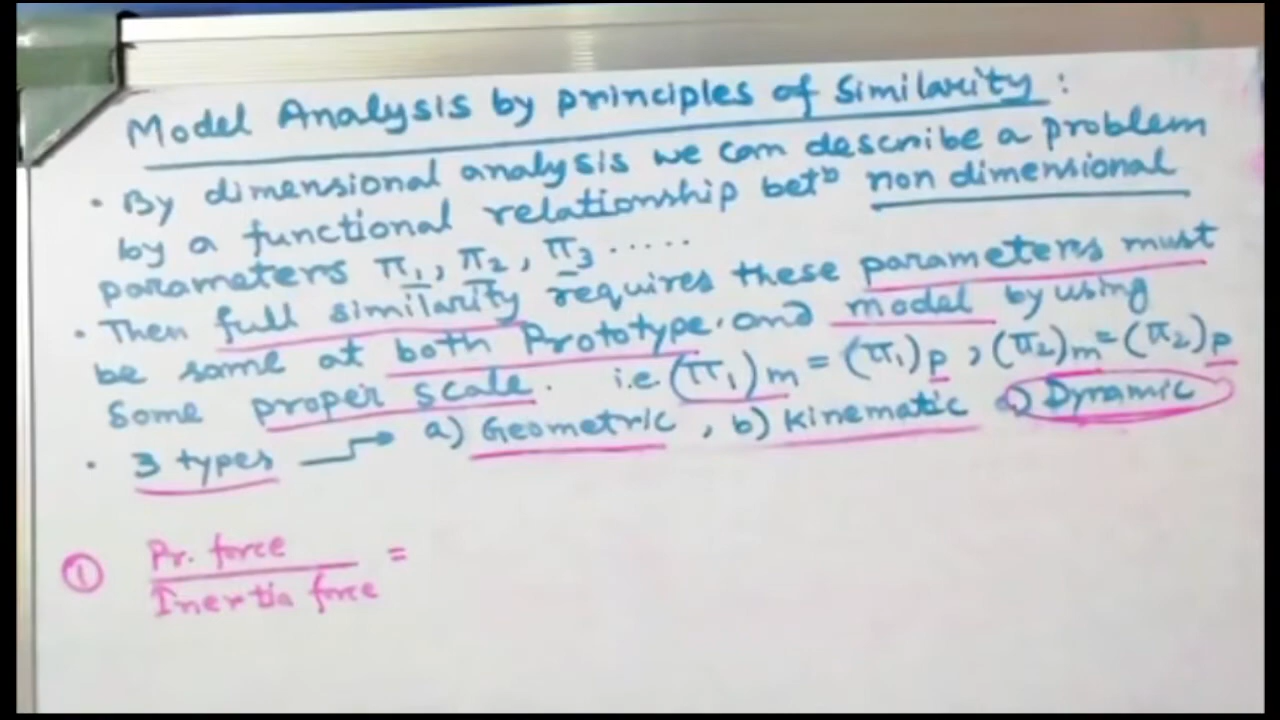 Model Analysis by principles of Similarity :
• By dimensional analysis we can describe a problem
by a functional relationship betⁿ non dimensional
parameters π₁, π₂, π₃ .....
• Then full similarity requires these parameters must
be same at both Prototype and model by using
Some proper scale. i.e (π₁)m = (π₁)p , (π₂)m = (π₂)p
• 3 types → a) Geometric , b) Kinematic c) Dynamic
① Pr. force / Inertia force =